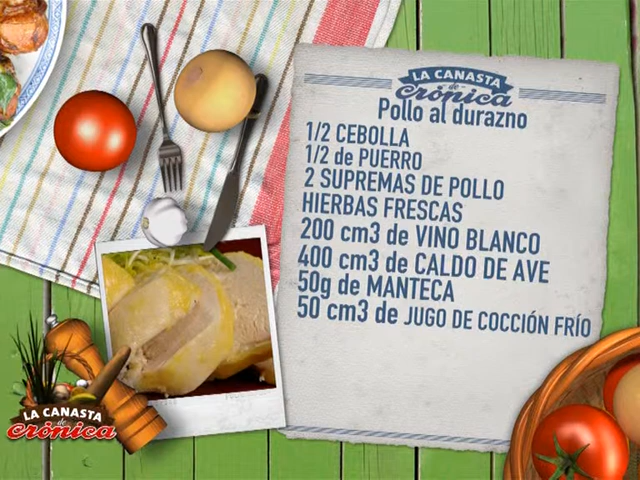 LA CANASTA
de
crónica
Pollo al durazno
1/2 CEBOLLA
1/2 de PUERRO
2 SUPREMAS DE POLLO
HIERBAS FRESCAS
200 cm3 de VINO BLANCO
400 cm3 de CALDO DE AVE
50g de MANTECA
50 cm3 de JUGO DE COCCIÓN FRÍO
LA CANASTA
de
crónica